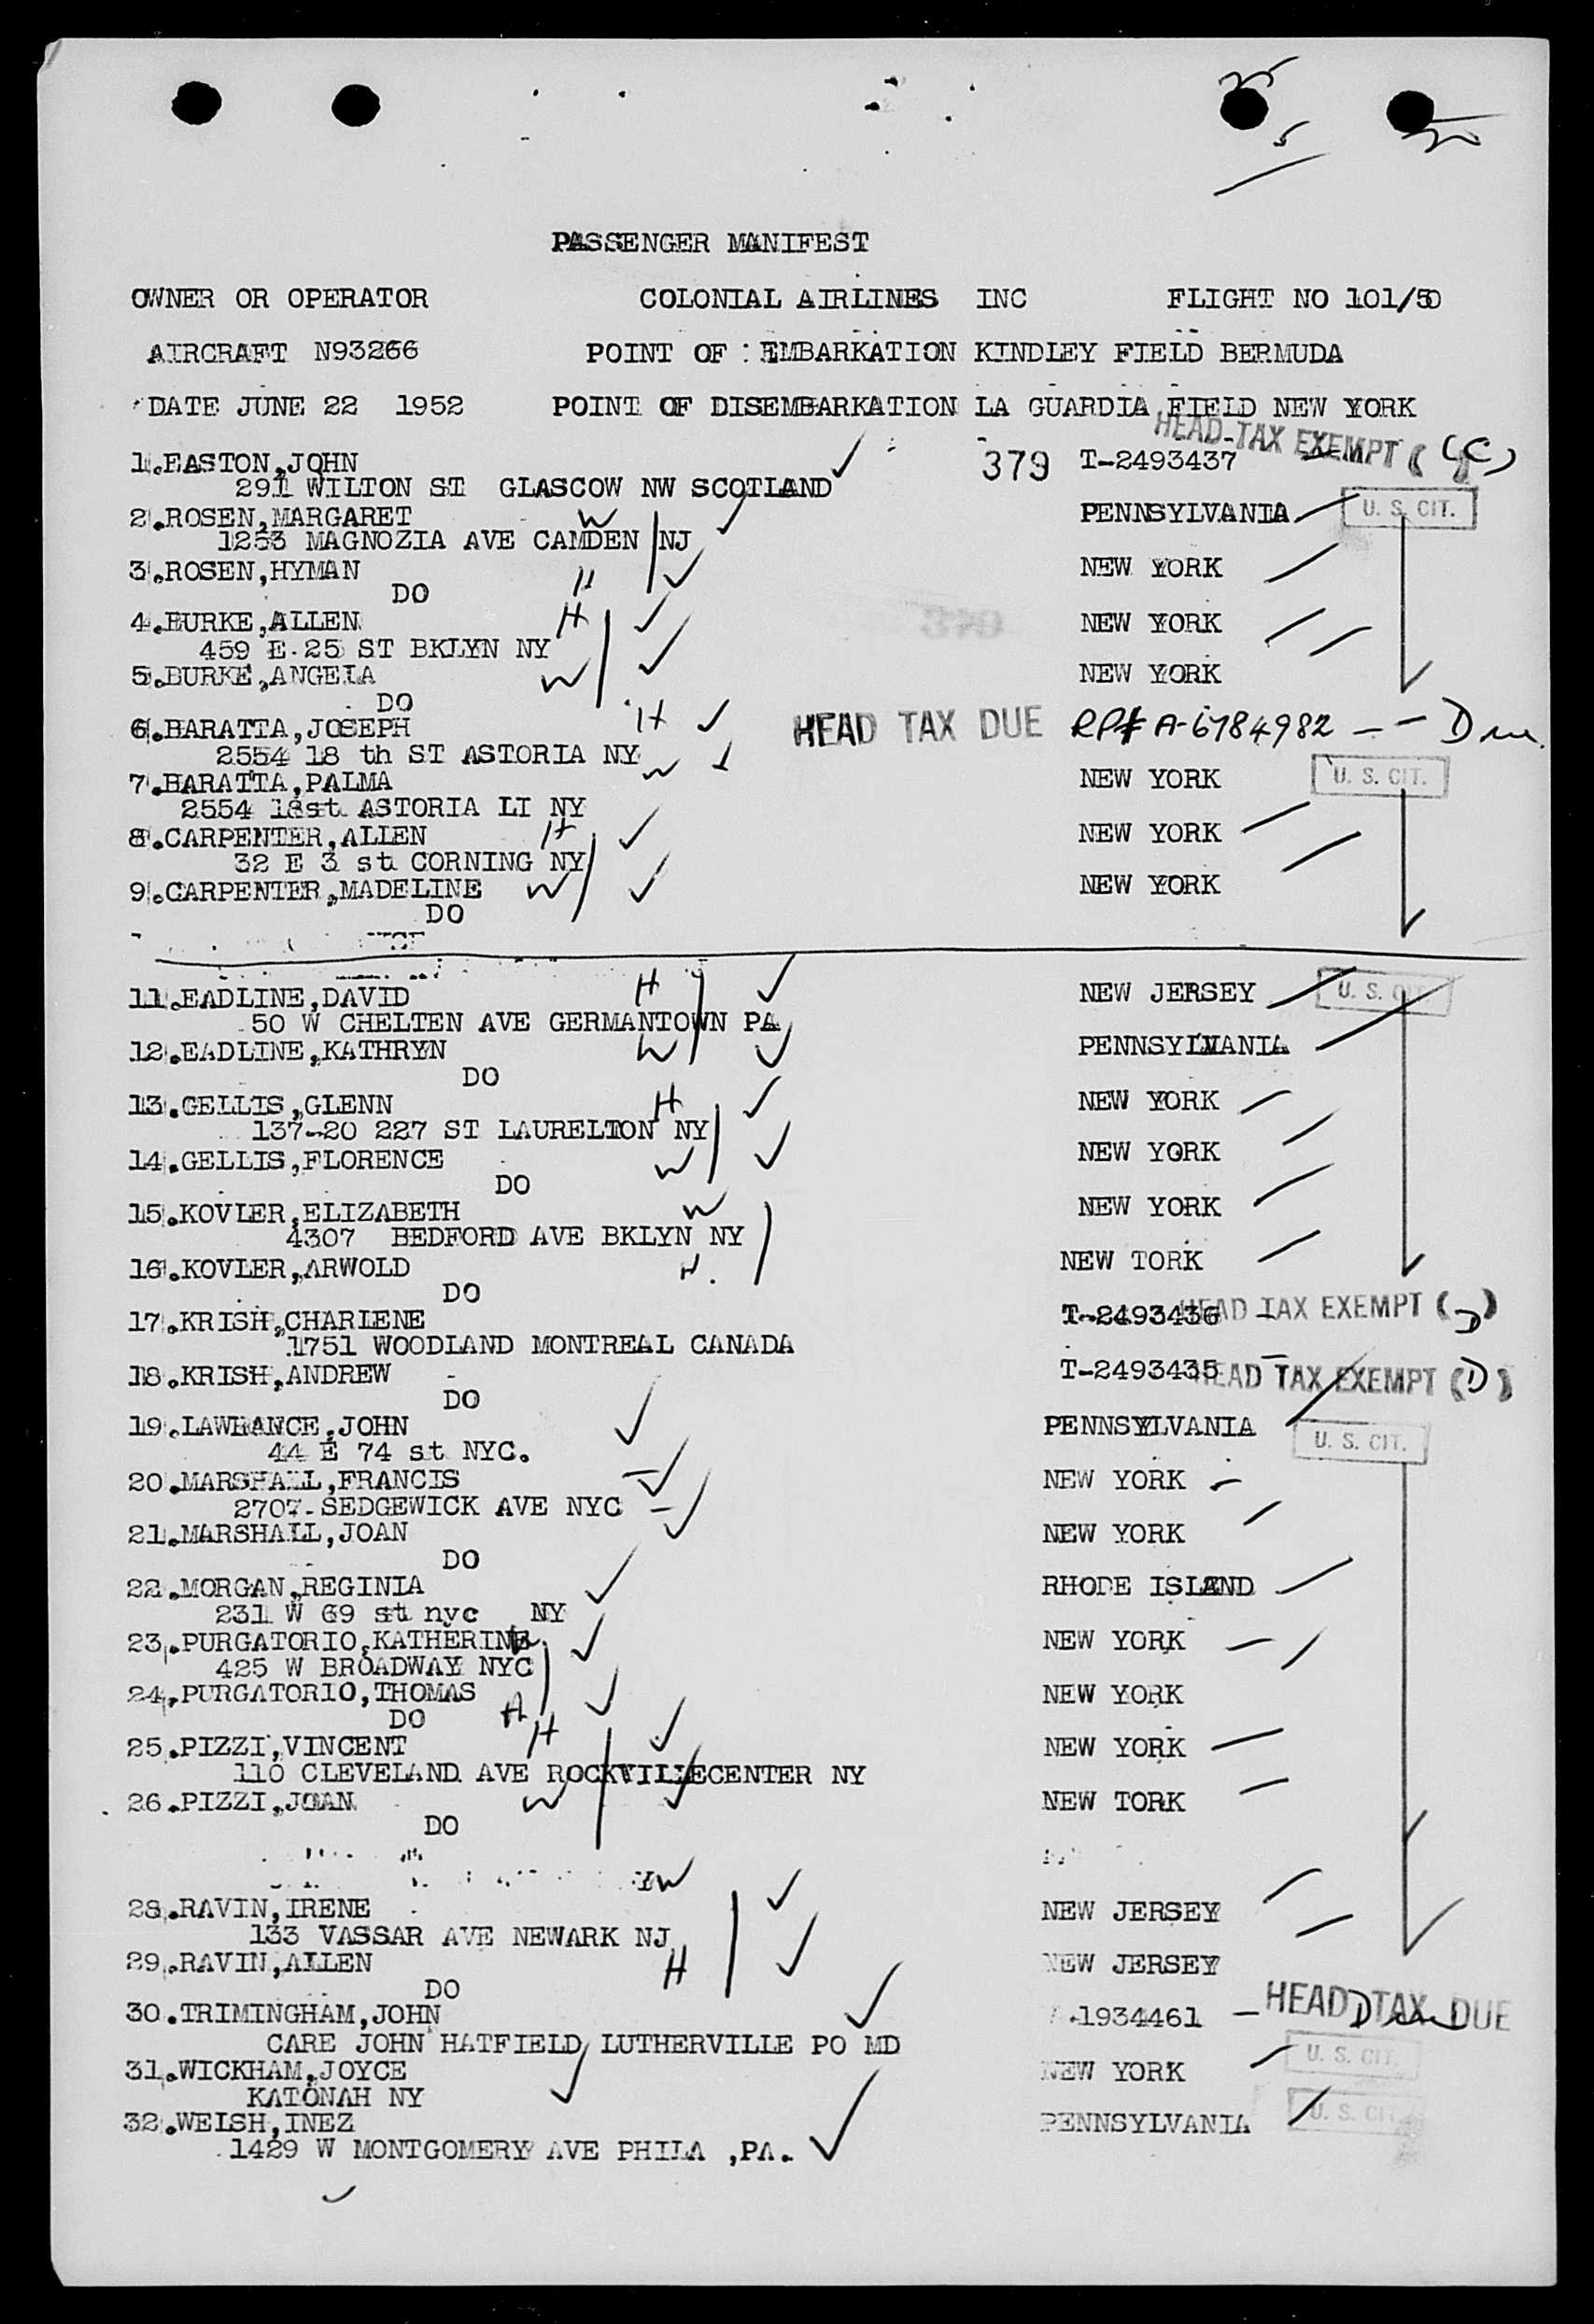 PASSENGER MANIFEST
OWNER OR OPERATOR COLONIAL AIRLINES INC FLIGHT NO 101/50
AIRCRAFT N93266 POINT OF : EMBARKATION KINDLEY FIELD BERMUDA
DATE JUNE 22 1952 POINT OF DISEMBARKATION LA GUARDIA FIELD NEW YORK
HEAD TAX EXEMPT (C)
1.EASTON,JOHN 379 T-2493437
291 WILTON ST GLASCOW NW SCOTLAND
2.ROSEN,MARGARET W PENNSYLVANIA U. S. CIT.
1253 MAGNOZIA AVE CAMDEN NJ
3.ROSEN,HYMAN H NEW YORK
DO
4.BURKE,ALLEN H NEW YORK
459 E 25 ST BKLYN NY
5.BURKE,ANGELA W NEW YORK
DO
6.BARATTA,JOSEPH H HEAD TAX DUE RP# A-6784982 -- Due
2554 18 th ST ASTORIA NY
7.BARATTA,PALMA W NEW YORK U. S. CIT.
2554 18st ASTORIA LI NY
8.CARPENTER,ALLEN H NEW YORK
32 E 3 st CORNING NY
9.CARPENTER,MADELINE W NEW YORK
DO
11.EADLINE,DAVID H NEW JERSEY U. S. CIT.
50 W CHELTEN AVE GERMANTOWN PA
12.EADLINE,KATHRYN W PENNSYLVANIA
DO
13.GELLIS,GLENN H NEW YORK
137-20 227 ST LAURELTON NY
14.GELLIS,FLORENCE W NEW YORK
DO
15.KOVLER,ELIZABETH W NEW YORK
4307 BEDFORD AVE BKLYN NY
16.KOVLER,ARWOLD H. NEW TORK
DO
17.KRISH,CHARLENE T-2493436 HEAD TAX EXEMPT (D)
1751 WOODLAND MONTREAL CANADA
18.KRISH,ANDREW T-2493435 HEAD TAX EXEMPT (D)
DO
19.LAWRANCE,JOHN PENNSYLVANIA U. S. CIT.
44 E 74 st NYC.
20.MARSHALL,FRANCIS NEW YORK
2707 SEDGEWICK AVE NYC
21.MARSHALL,JOAN NEW YORK
DO
22.MORGAN,REGINIA RHODE ISLAND
231 W 69 st nyc NY
23.PURGATORIO,KATHERINE W NEW YORK
425 W BROADWAY NYC
24.PURGATORIO,THOMAS H NEW YORK
DO
25.PIZZI,VINCENT H NEW YORK
110 CLEVELAND AVE ROCKVILLECENTER NY
26.PIZZI,JOAN W NEW TORK
DO
W
28.RAVIN,IRENE NEW JERSEY
133 VASSAR AVE NEWARK NJ
29.RAVIN,ALLEN H NEW JERSEY
DO
30.TRIMINGHAM,JOHN 1934461 - HEAD TAX DUE Due
CARE JOHN HATFIELD LUTHERVILLE PO MD
31.WICKHAM,JOYCE NEW YORK U. S. CIT.
KATONAH NY
32.WELSH,INEZ PENNSYLVANIA U. S. CIT.
1429 W MONTGOMERY AVE PHILA ,PA.